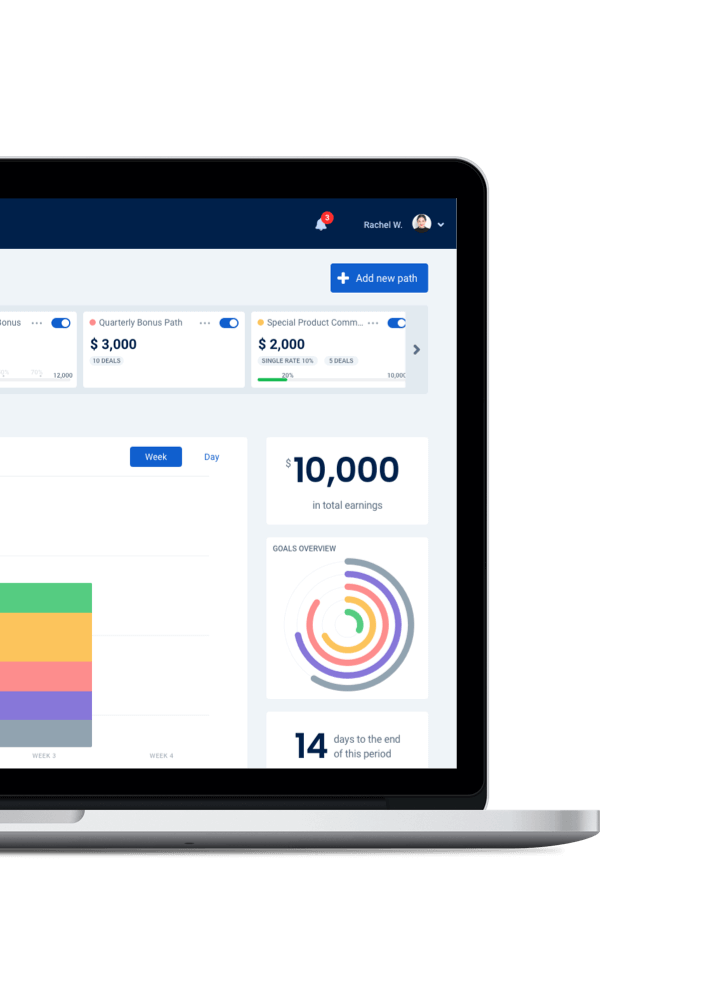 3
Rachel W.
Add new path
onus
Quarterly Bonus Path
Special Product Comm...
$ 3,000
$ 2,000
10 DEALS
SINGLE RATE 10%
5 DEALS
12,000
20%
10,000
Week
Day
$10,000
in total earnings
GOALS OVERVIEW
14
days to the end
of this period
WEEK 4